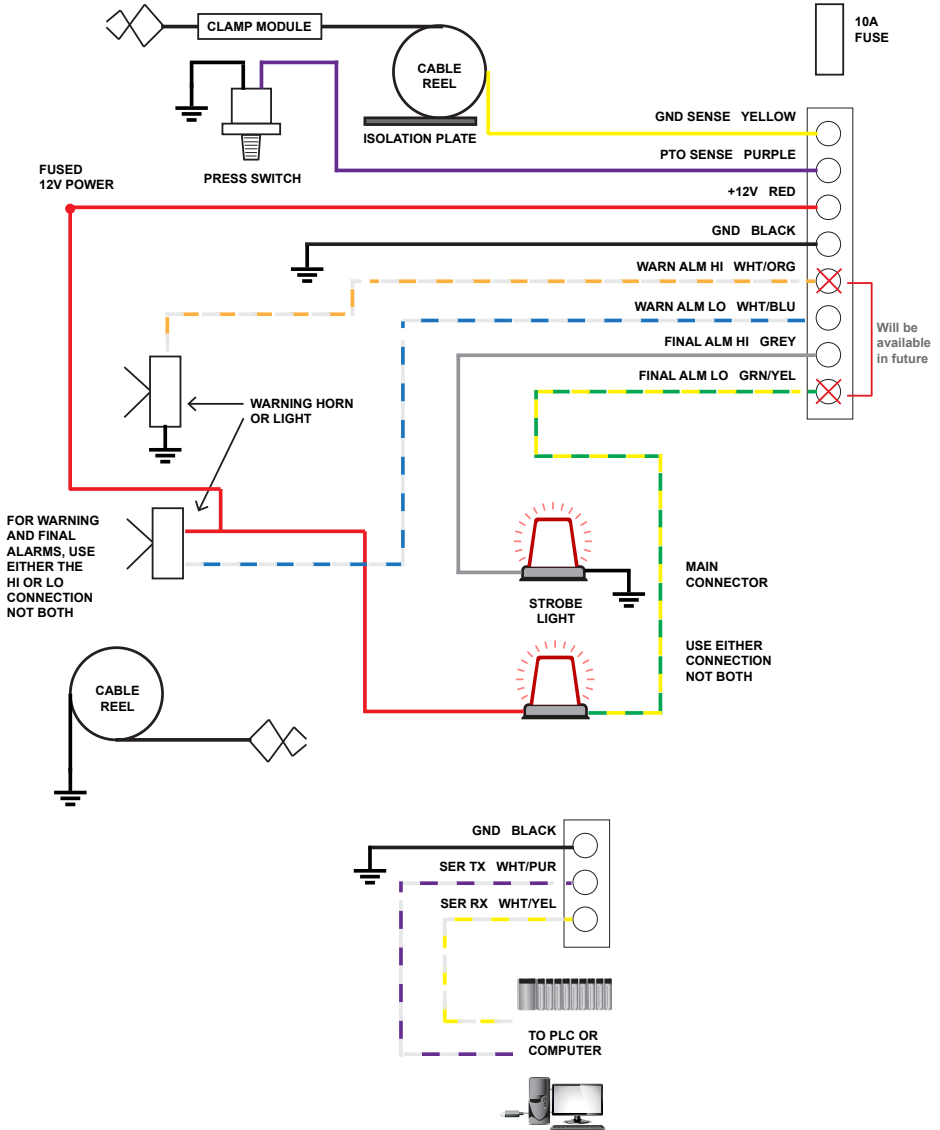 CLAMP MODULE
10A
FUSE
CABLE
REEL
GND SENSE YELLOW
ISOLATION PLATE
PTO SENSE PURPLE
FUSED
12V POWER
PRESS SWITCH
+12V RED
GND BLACK
WARN ALM HI WHT/ORG
WARN ALM LO WHT/BLU
Will be
available
in future
FINAL ALM HI GREY
FINAL ALM LO GRN/YEL
WARNING HORN
OR LIGHT
FOR WARNING
AND FINAL
ALARMS, USE
EITHER THE
HI OR LO
CONNECTION
NOT BOTH
MAIN
CONNECTOR
STROBE
LIGHT
USE EITHER
CONNECTION
NOT BOTH
CABLE
REEL
GND BLACK
SER TX WHT/PUR
SER RX WHT/YEL
TO PLC OR
COMPUTER